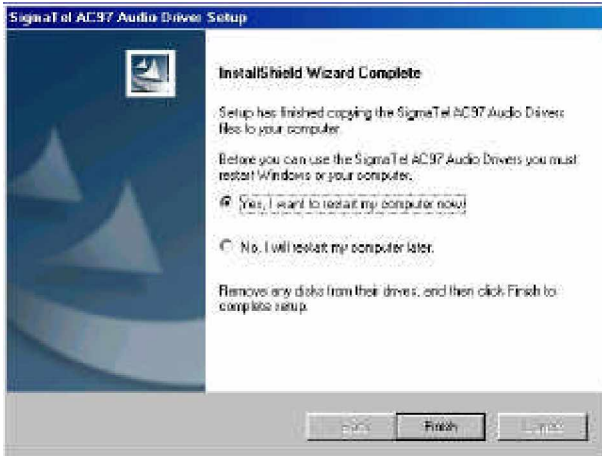 SigmaTel AC97 Audio Driver Setup
InstallShield Wizard Complete
Setup has finished copying the SigmaTel AC97 Audio Drivers
files to your computer.
Before you can use the SigmaTel AC97 Audio Drivers you must
restart Windows or your computer.
Yes, I want to restart my computer now.
No, I will restart my computer later.
Remove any disks from their drives, and then click Finish to
complete setup.
Back Finish Cancel